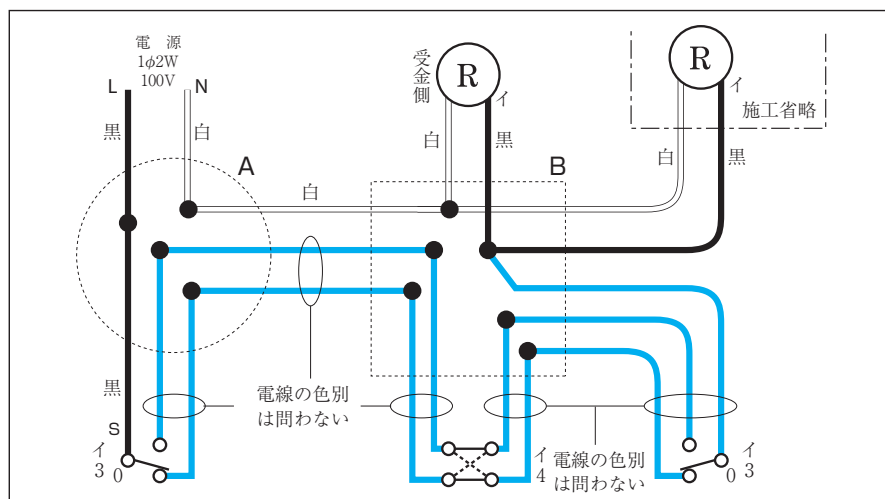 電 源
1φ2W
100V
L
N
黒
白
A
受金側
R
イ
白
黒
R
イ
施工省略
白
黒
白
B
黒
S
イ
3
0
電線の色別
は問わない
イ
4
電線の色別
は問わない
イ
3
0